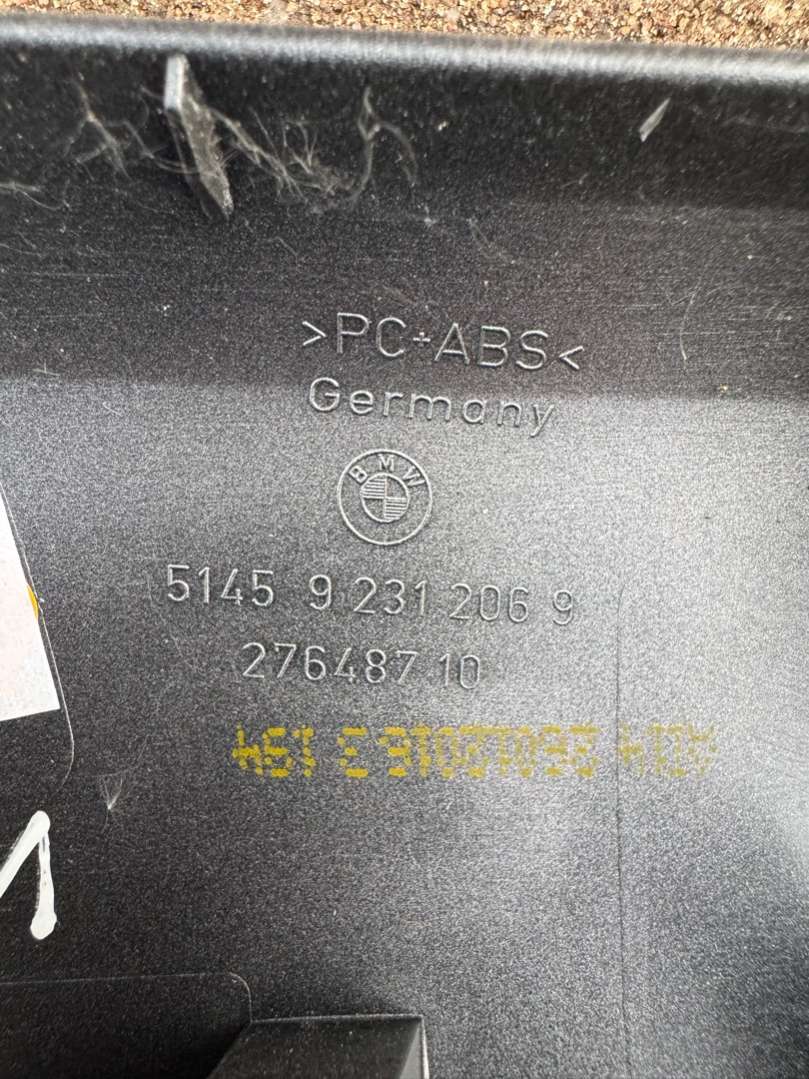 >PC+ABS<
Germany
BMW
5145 9 231 206 9
276487 10